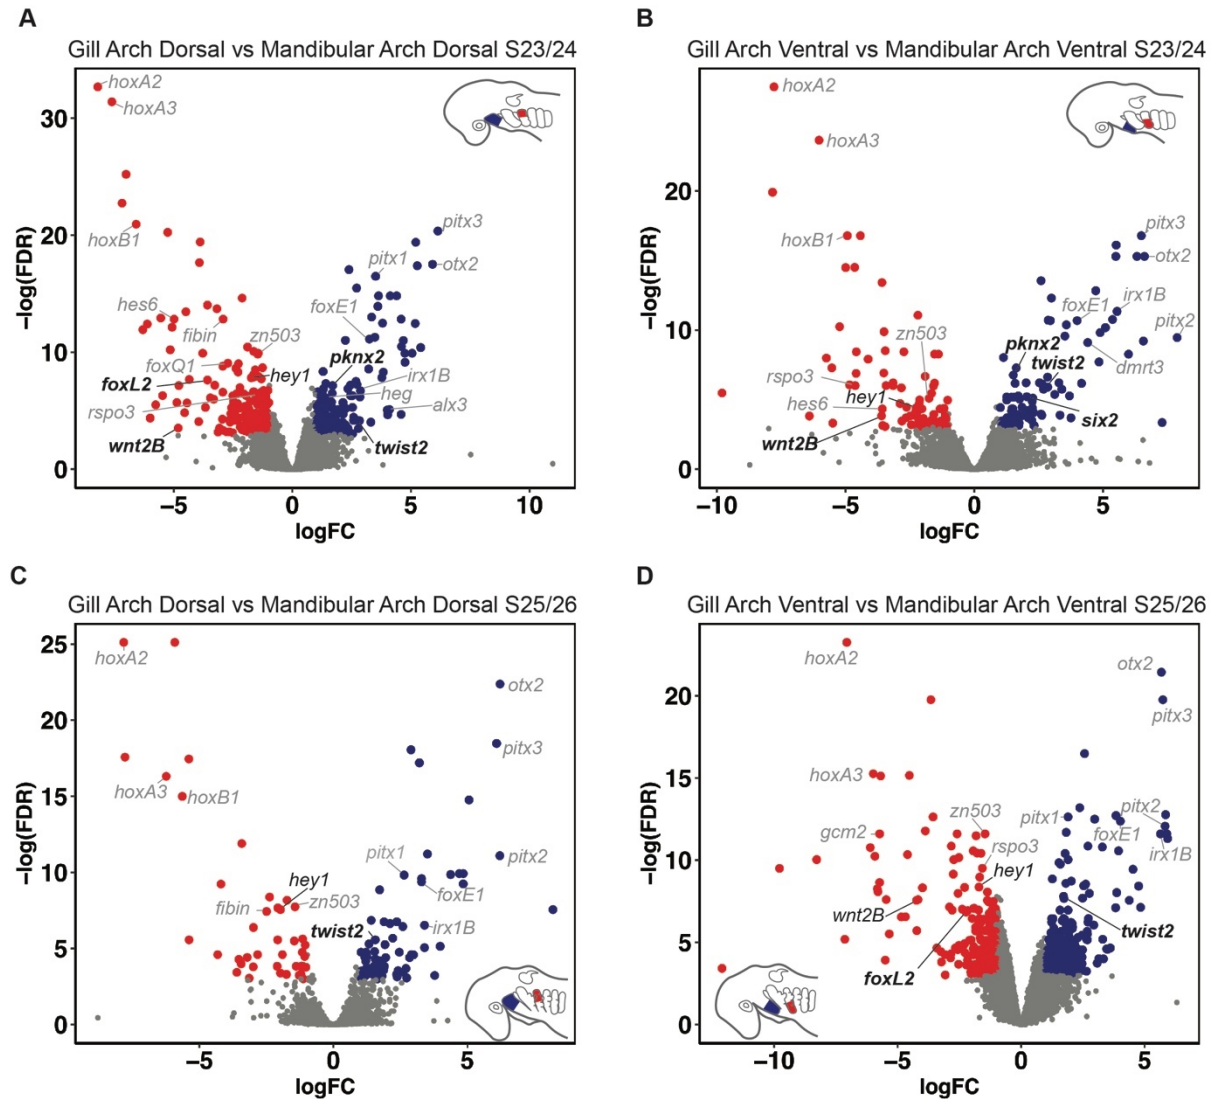 A
Gill Arch Dorsal vs Mandibular Arch Dorsal S23/24
hoxA2
hoxA3
hoxB1
pitx3
pitx1
otx2
hes6
foxE1
fibin
zn503
foxQ1
pknx2
foxL2
hey1
irx1B
rspo3
heg
alx3
wnt2B
twist2
30
20
10
0
−log(FDR)
−5
0
5
10
logFC
B
Gill Arch Ventral vs Mandibular Arch Ventral S23/24
hoxA2
hoxA3
hoxB1
pitx3
otx2
irx1B
foxE1
pitx2
zn503
pknx2
twist2
dmrt3
rspo3
hey1
hes6
six2
wnt2B
20
10
0
−log(FDR)
−10
−5
0
5
logFC
C
Gill Arch Dorsal vs Mandibular Arch Dorsal S25/26
hoxA2
otx2
pitx3
hoxA3
hoxB1
pitx1
pitx2
hey1
foxE1
fibin
zn503
twist2
irx1B
25
20
15
10
5
0
−log(FDR)
−5
0
5
logFC
D
Gill Arch Ventral vs Mandibular Arch Ventral S25/26
hoxA2
otx2
pitx3
hoxA3
zn503
pitx1
pitx2
gcm2
foxE1
rspo3
irx1B
hey1
wnt2B
twist2
foxL2
20
15
10
5
0
−log(FDR)
−10
−5
0
5
logFC